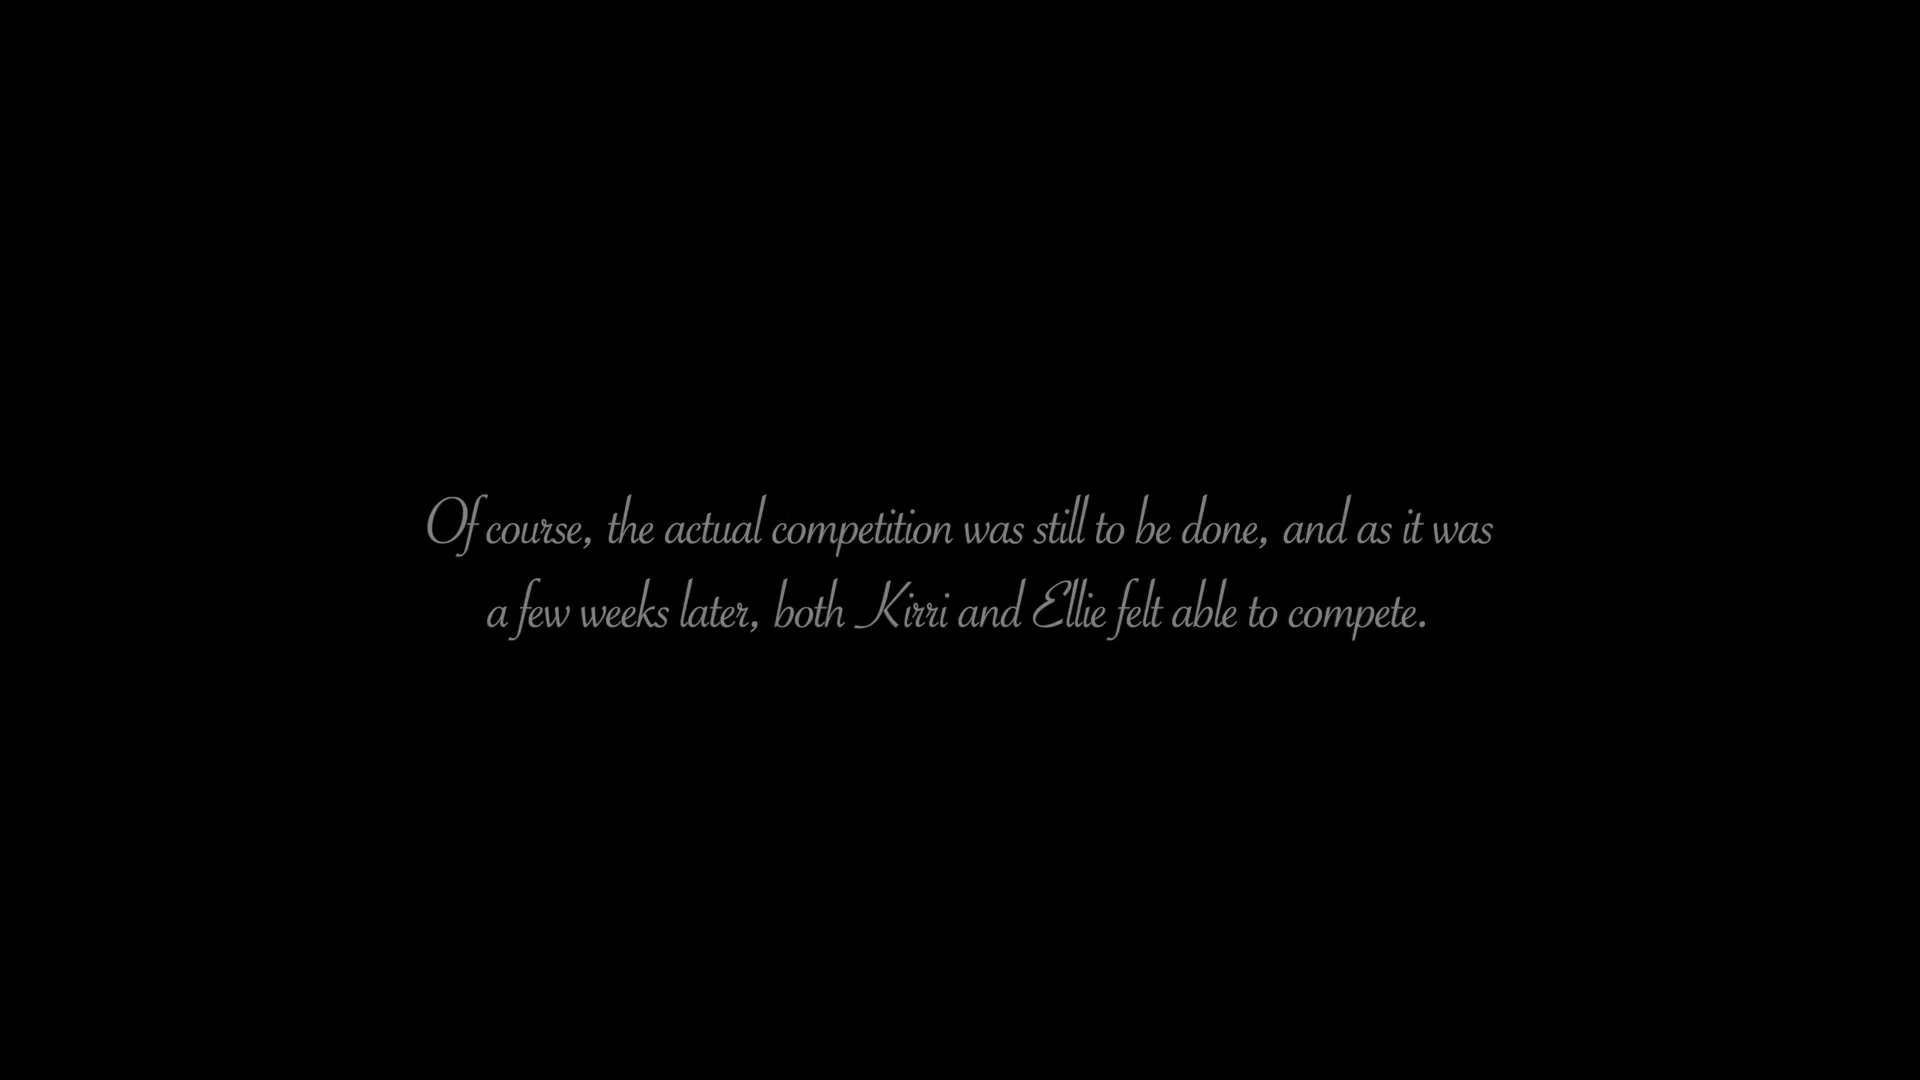 Of course, the actual competition was still to be done, and as it was
a few weeks later, both Kirri and Ellie felt able to compete.